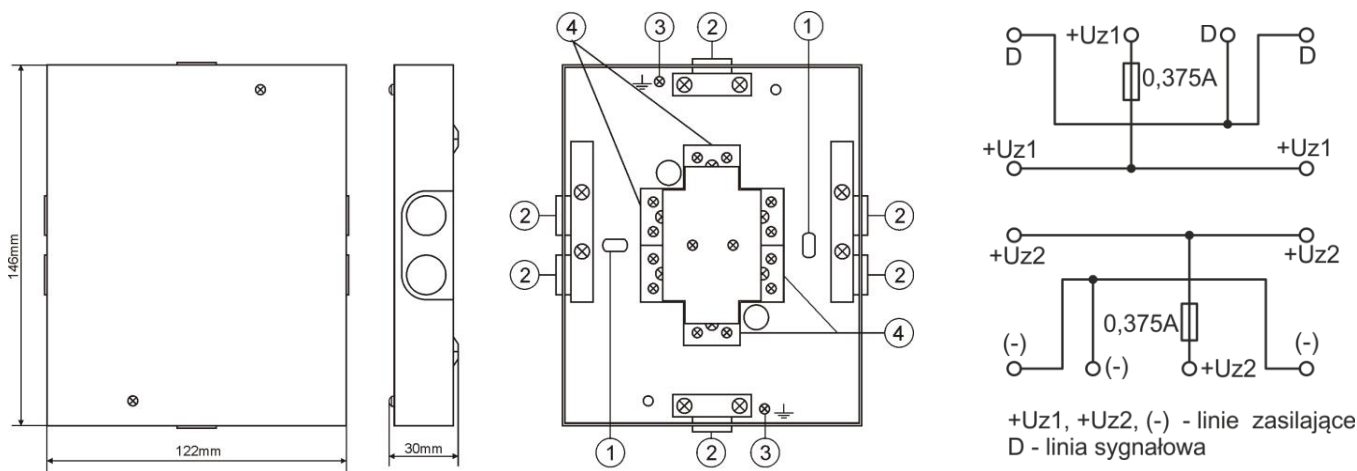 146mm
122mm
30mm
4 3 2 1
2 2
2 2
4
1 2 3
D +Uz1 D D
0,375A
+Uz1 +Uz1
+Uz2 +Uz2
0,375A
(-) (-) +Uz2 (-)
+Uz1, +Uz2, (-) - linie zasilające
D - linia sygnałowa